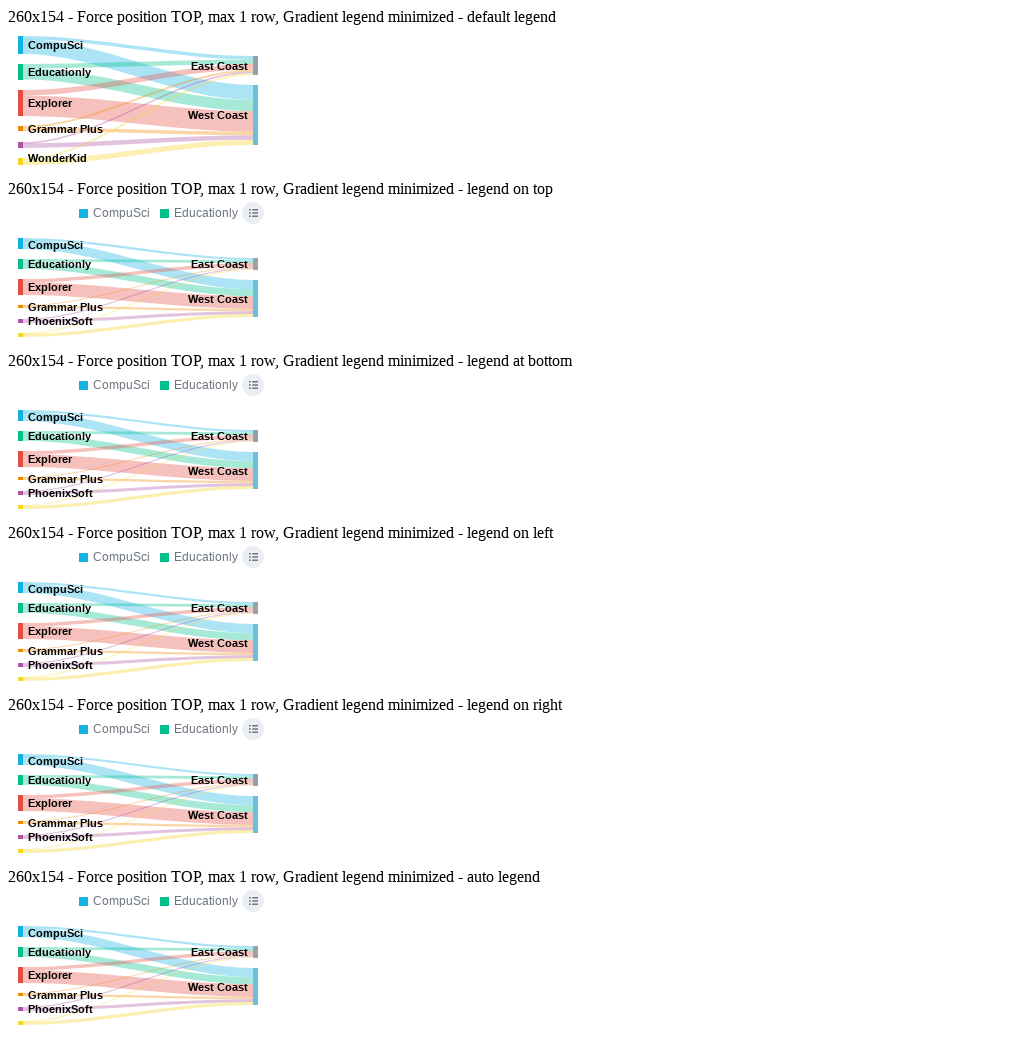 260x154 - Force position TOP, max 1 row, Gradient legend minimized - default legend
CompuSci
East Coast
Educationly
Explorer
West Coast
Grammar Plus
WonderKid
260x154 - Force position TOP, max 1 row, Gradient legend minimized - legend on top
CompuSci Educationly
CompuSci
Educationly East Coast
Explorer
West Coast
Grammar Plus
PhoenixSoft
260x154 - Force position TOP, max 1 row, Gradient legend minimized - legend at bottom
CompuSci Educationly
CompuSci
Educationly East Coast
Explorer
West Coast
Grammar Plus
PhoenixSoft
260x154 - Force position TOP, max 1 row, Gradient legend minimized - legend on left
CompuSci Educationly
CompuSci
Educationly East Coast
Explorer
West Coast
Grammar Plus
PhoenixSoft
260x154 - Force position TOP, max 1 row, Gradient legend minimized - legend on right
CompuSci Educationly
CompuSci
Educationly East Coast
Explorer
West Coast
Grammar Plus
PhoenixSoft
260x154 - Force position TOP, max 1 row, Gradient legend minimized - auto legend
CompuSci Educationly
CompuSci
Educationly East Coast
Explorer
West Coast
Grammar Plus
PhoenixSoft